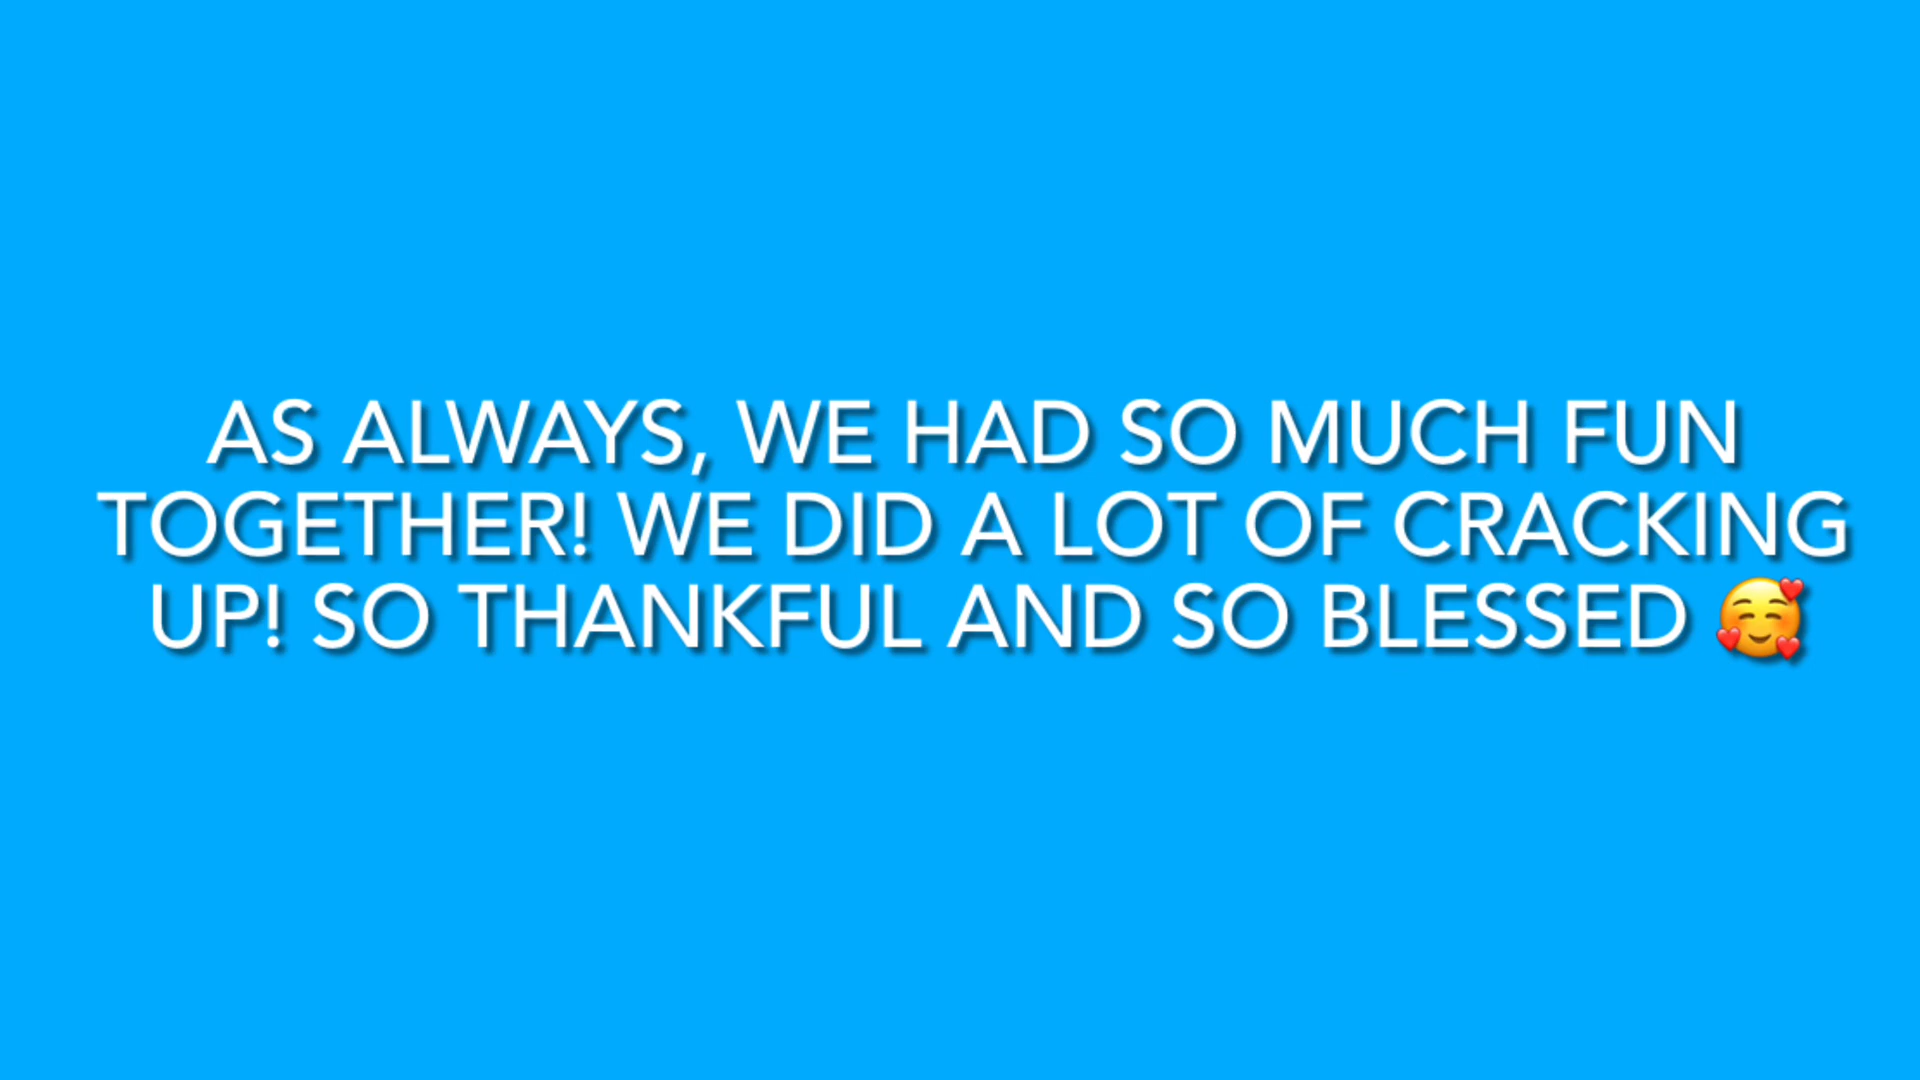 AS ALWAYS, WE HAD SO MUCH FUN
TOGETHER! WE DID A LOT OF CRACKING
UP! SO THANKFUL AND SO BLESSED 🥰